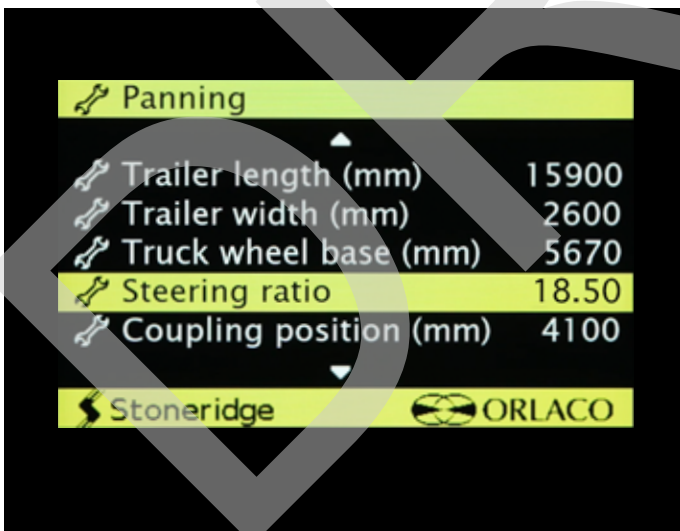 Panning
Trailer length (mm) 15900
Trailer width (mm) 2600
Truck wheel base (mm) 5670
Steering ratio 18.50
Coupling position (mm) 4100
Stoneridge ORLACO